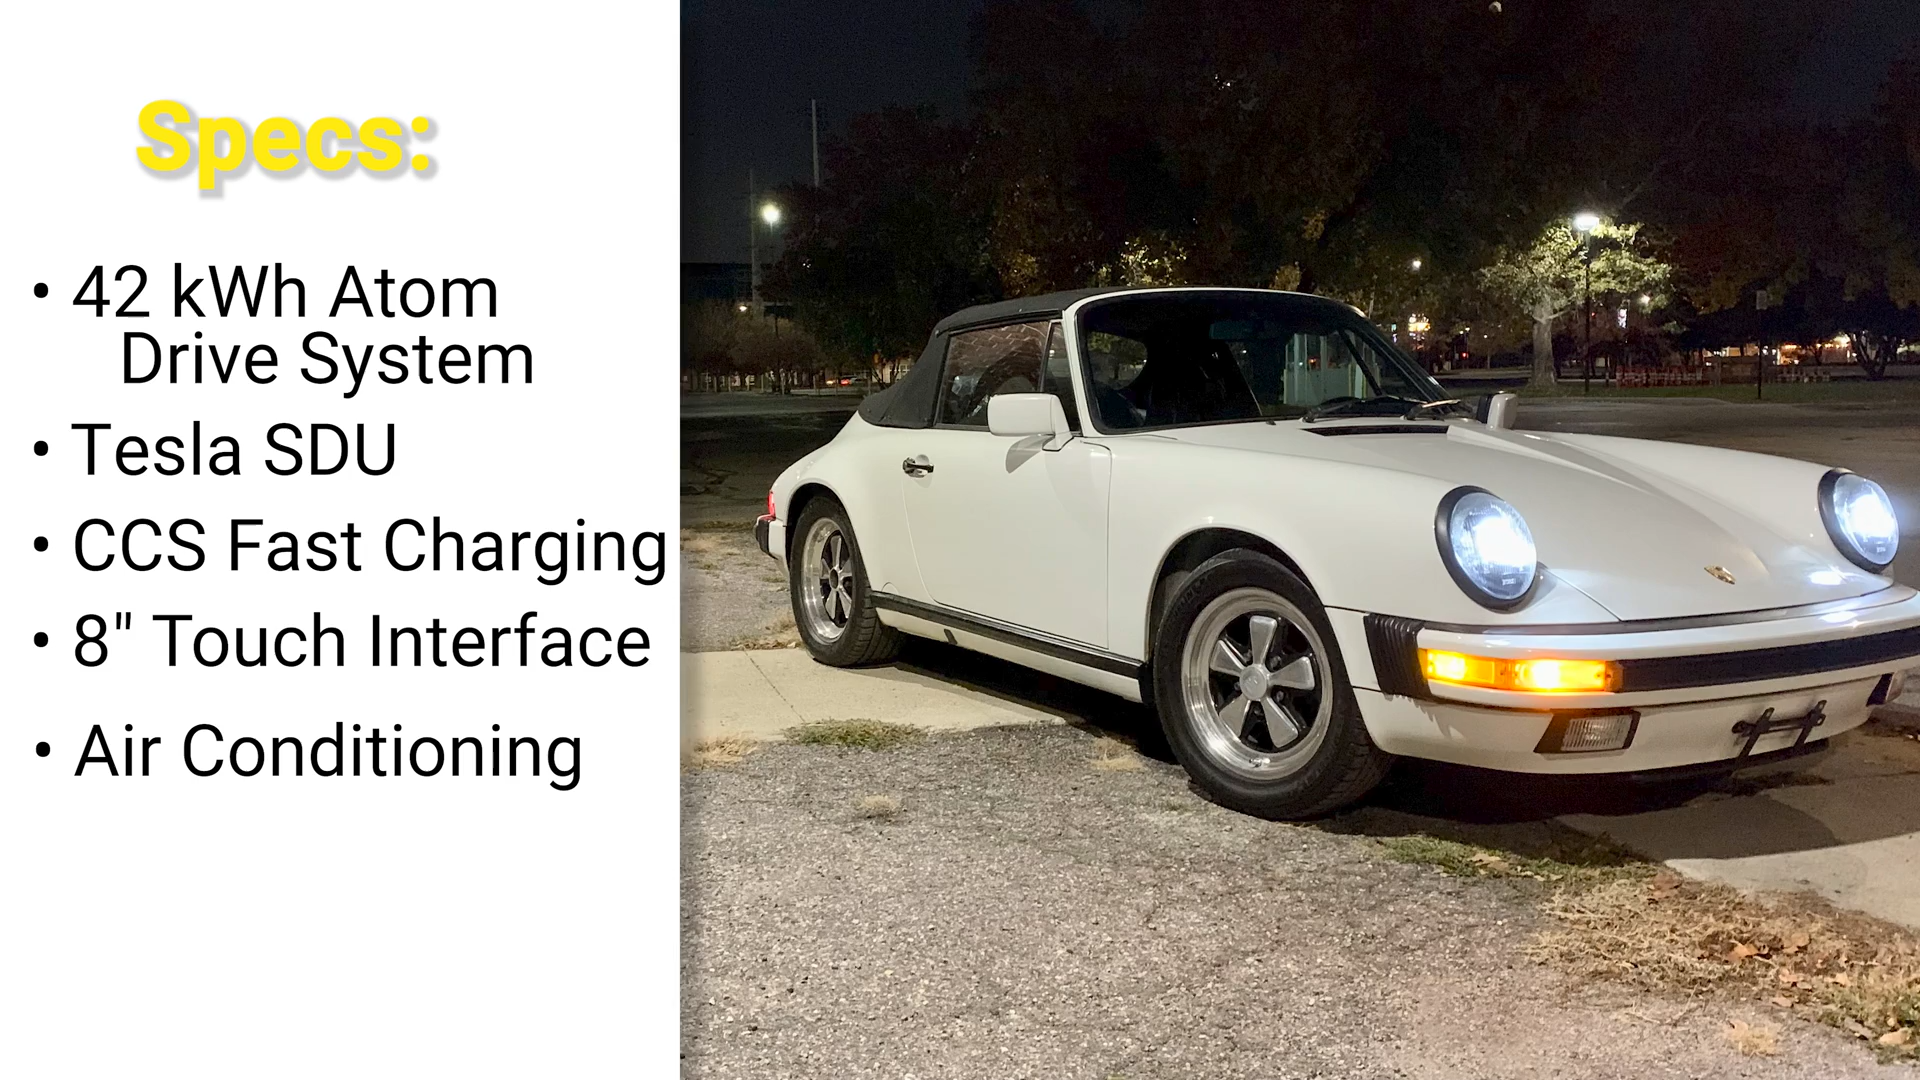 Specs:
• 42 kWh Atom
Drive System
• Tesla SDU
• CCS Fast Charging
• 8" Touch Interface
• Air Conditioning